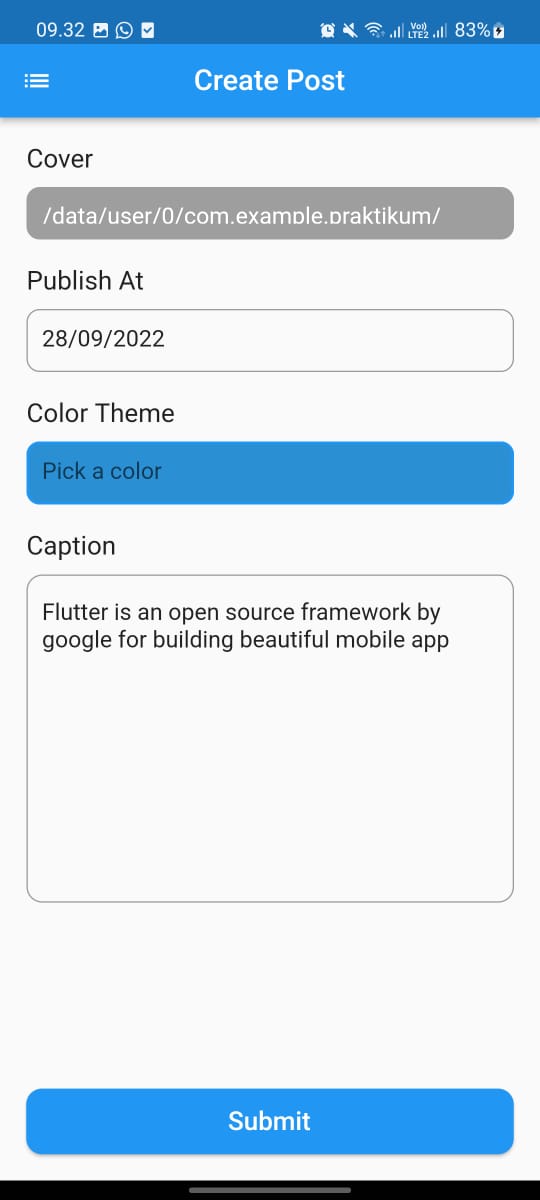 09.32
Vo))
LTE2
83%
Create Post
Cover
/data/user/0/com.example.praktikum/
Publish At
28/09/2022
Color Theme
Pick a color
Caption
Flutter is an open source framework by
google for building beautiful mobile app
Submit